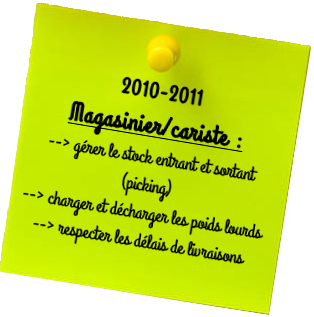 2010-2011
Magasinier/cariste :
--> gérer le stock entrant et sortant
(picking)
--> charger et décharger les poids lourds
--> respecter les délais de livraisons